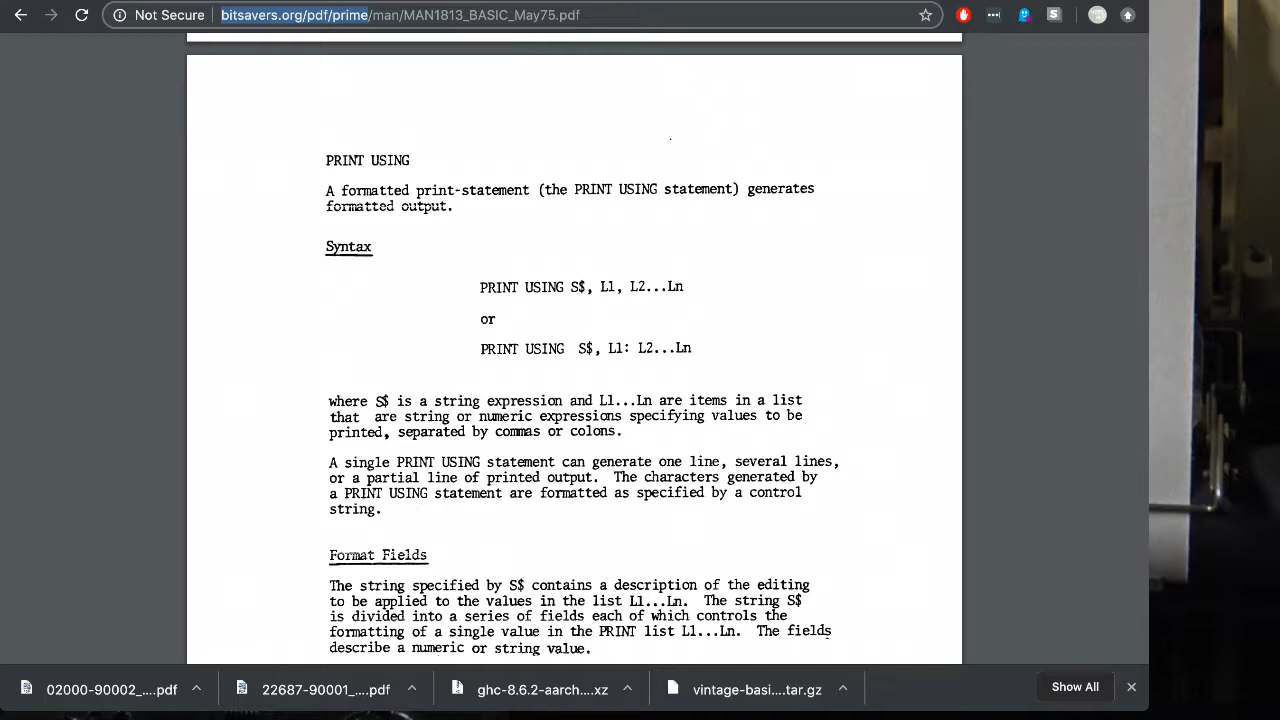 Not Secure bitsavers.org/pdf/prime/man/MAN1813_BASIC_May75.pdf S
PRINT USING
A formatted print-statement (the PRINT USING statement) generates
formatted output.
Syntax
PRINT USING S$, L1, L2...Ln
or
PRINT USING S$, L1: L2...Ln
where S$ is a string expression and L1...Ln are items in a list
that are string or numeric expressions specifying values to be
printed, separated by commas or colons.
A single PRINT USING statement can generate one line, several lines,
or a partial line of printed output. The characters generated by
a PRINT USING statement are formatted as specified by a control
string.
Format Fields
The string specified by S$ contains a description of the editing
to be applied to the values in the list L1...Ln. The string S$
is divided into a series of fields each of which controls the
formatting of a single value in the PRINT list L1...Ln. The fields
describe a numeric or string value.
02000-90002_....pdf 22687-90001_....pdf ghc-8.6.2-aarch....xz vintage-basi....tar.gz Show All